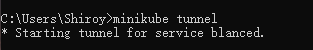 C:\Users\Shiroy>minikube tunnel
* Starting tunnel for service blanced.